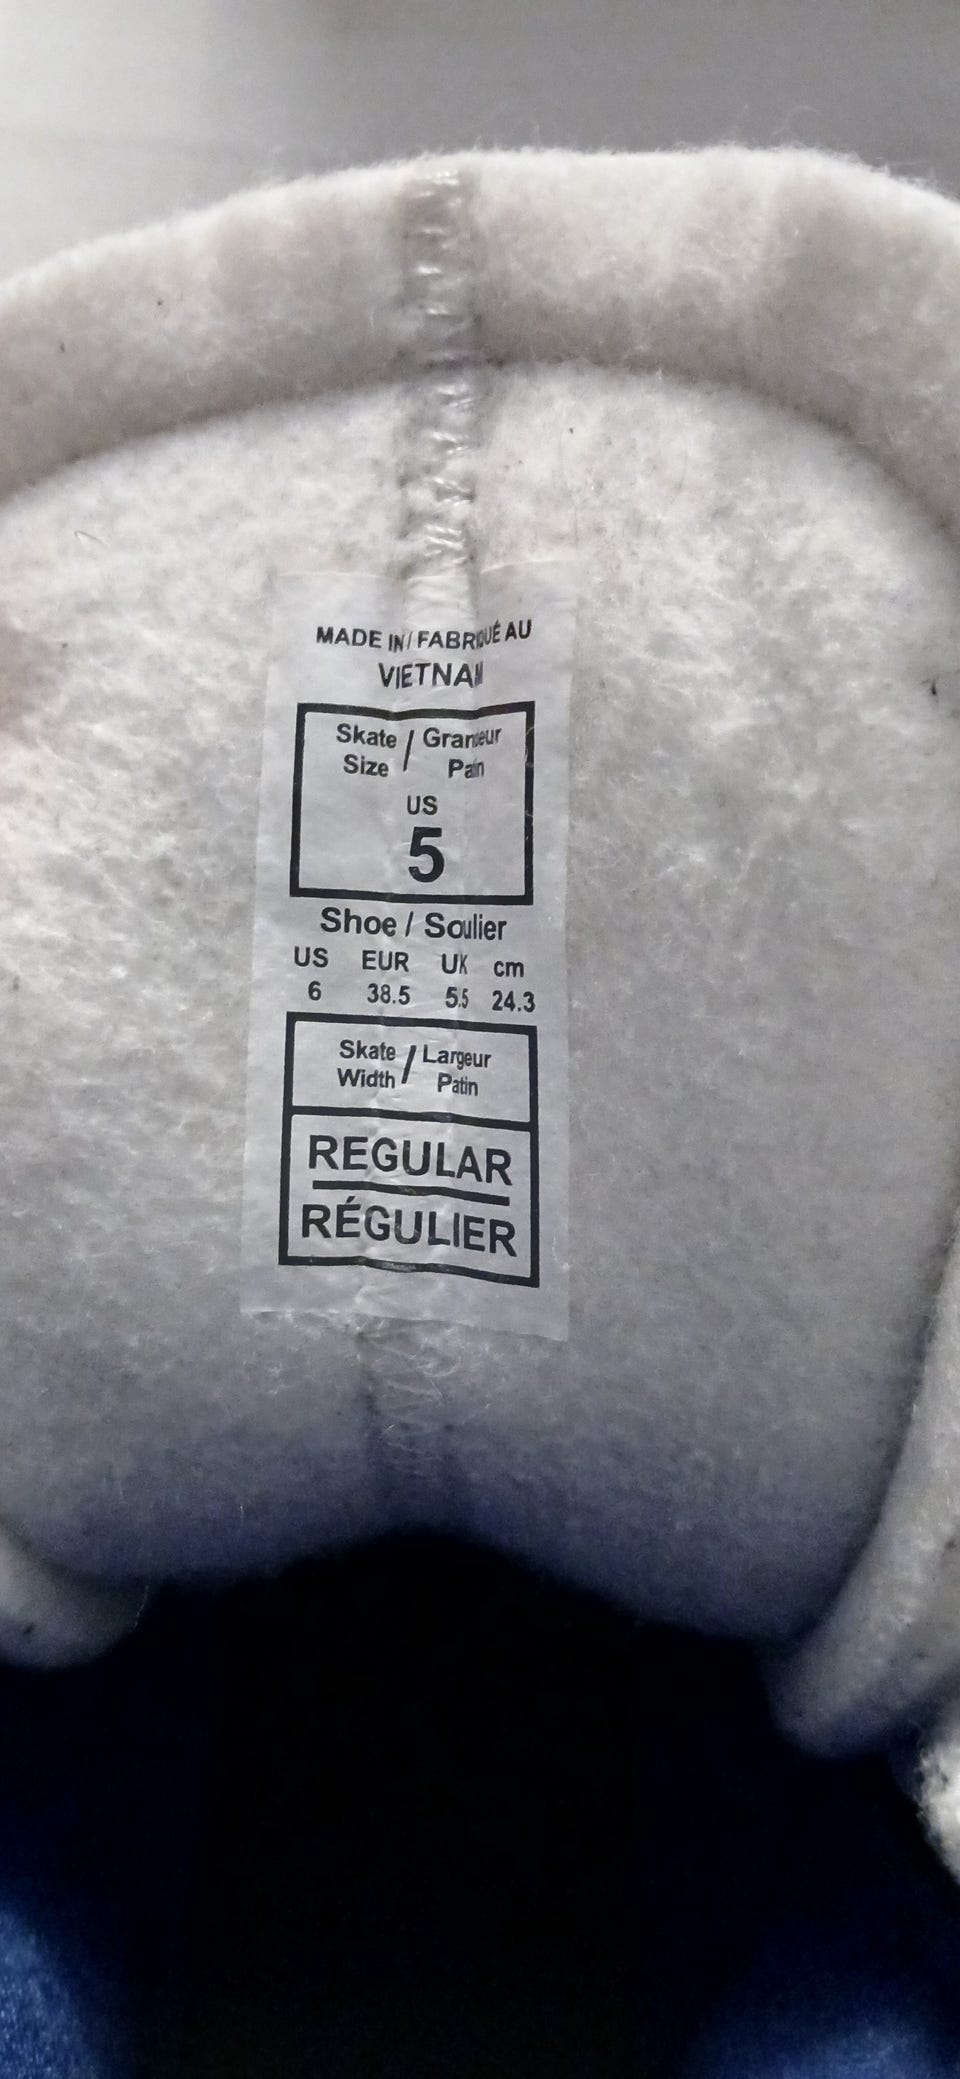 MADE IN / FABRIQUÉ AU
VIETNAM
Skate / Grandeur
Size Patin
US
5
Shoe / Soulier
US EUR UK cm
6 38.5 5.5 24.3
Skate / Largeur
Width Patin
REGULAR
RÉGULIER